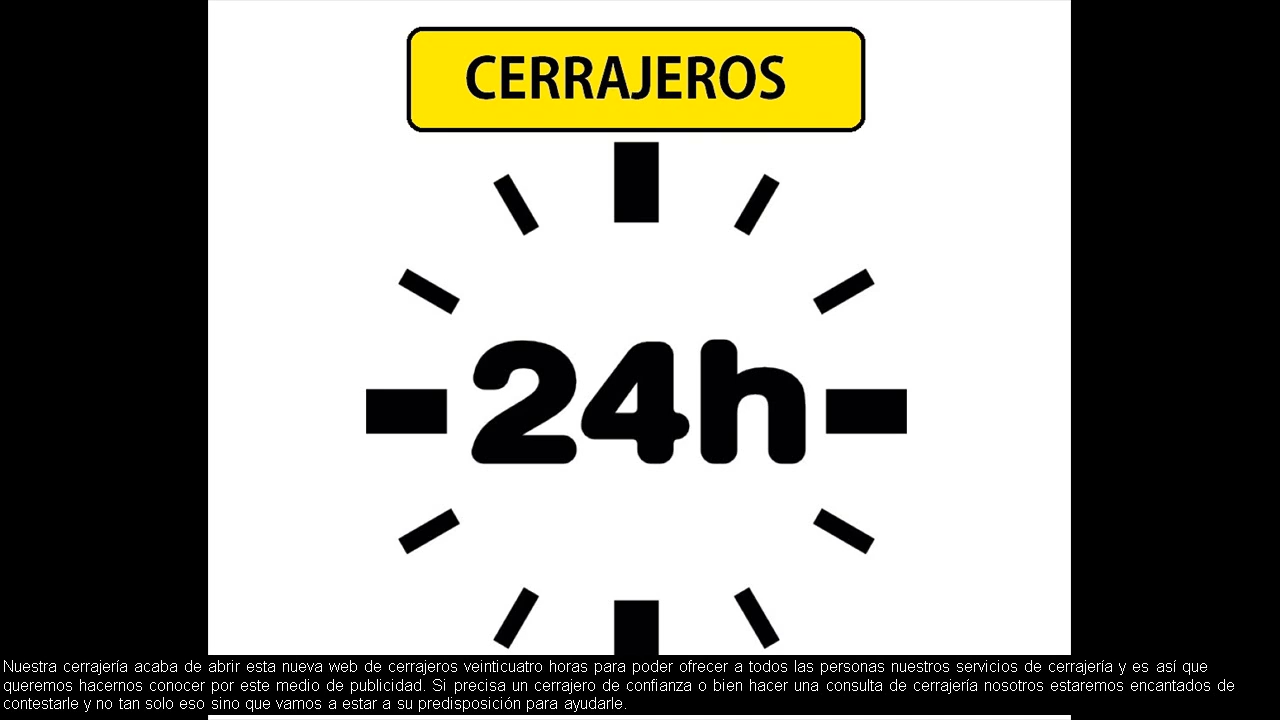 CERRAJEROS
24h
Nuestra cerrajería acaba de abrir esta nueva web de cerrajeros veinticuatro horas para poder ofrecer a todos las personas nuestros servicios de cerrajería y es así que
queremos hacernos conocer por este medio de publicidad. Si precisa un cerrajero de confianza o bien hacer una consulta de cerrajería nosotros estaremos encantados de
contestarle y no tan solo eso sino que vamos a estar a su predisposición para ayudarle.